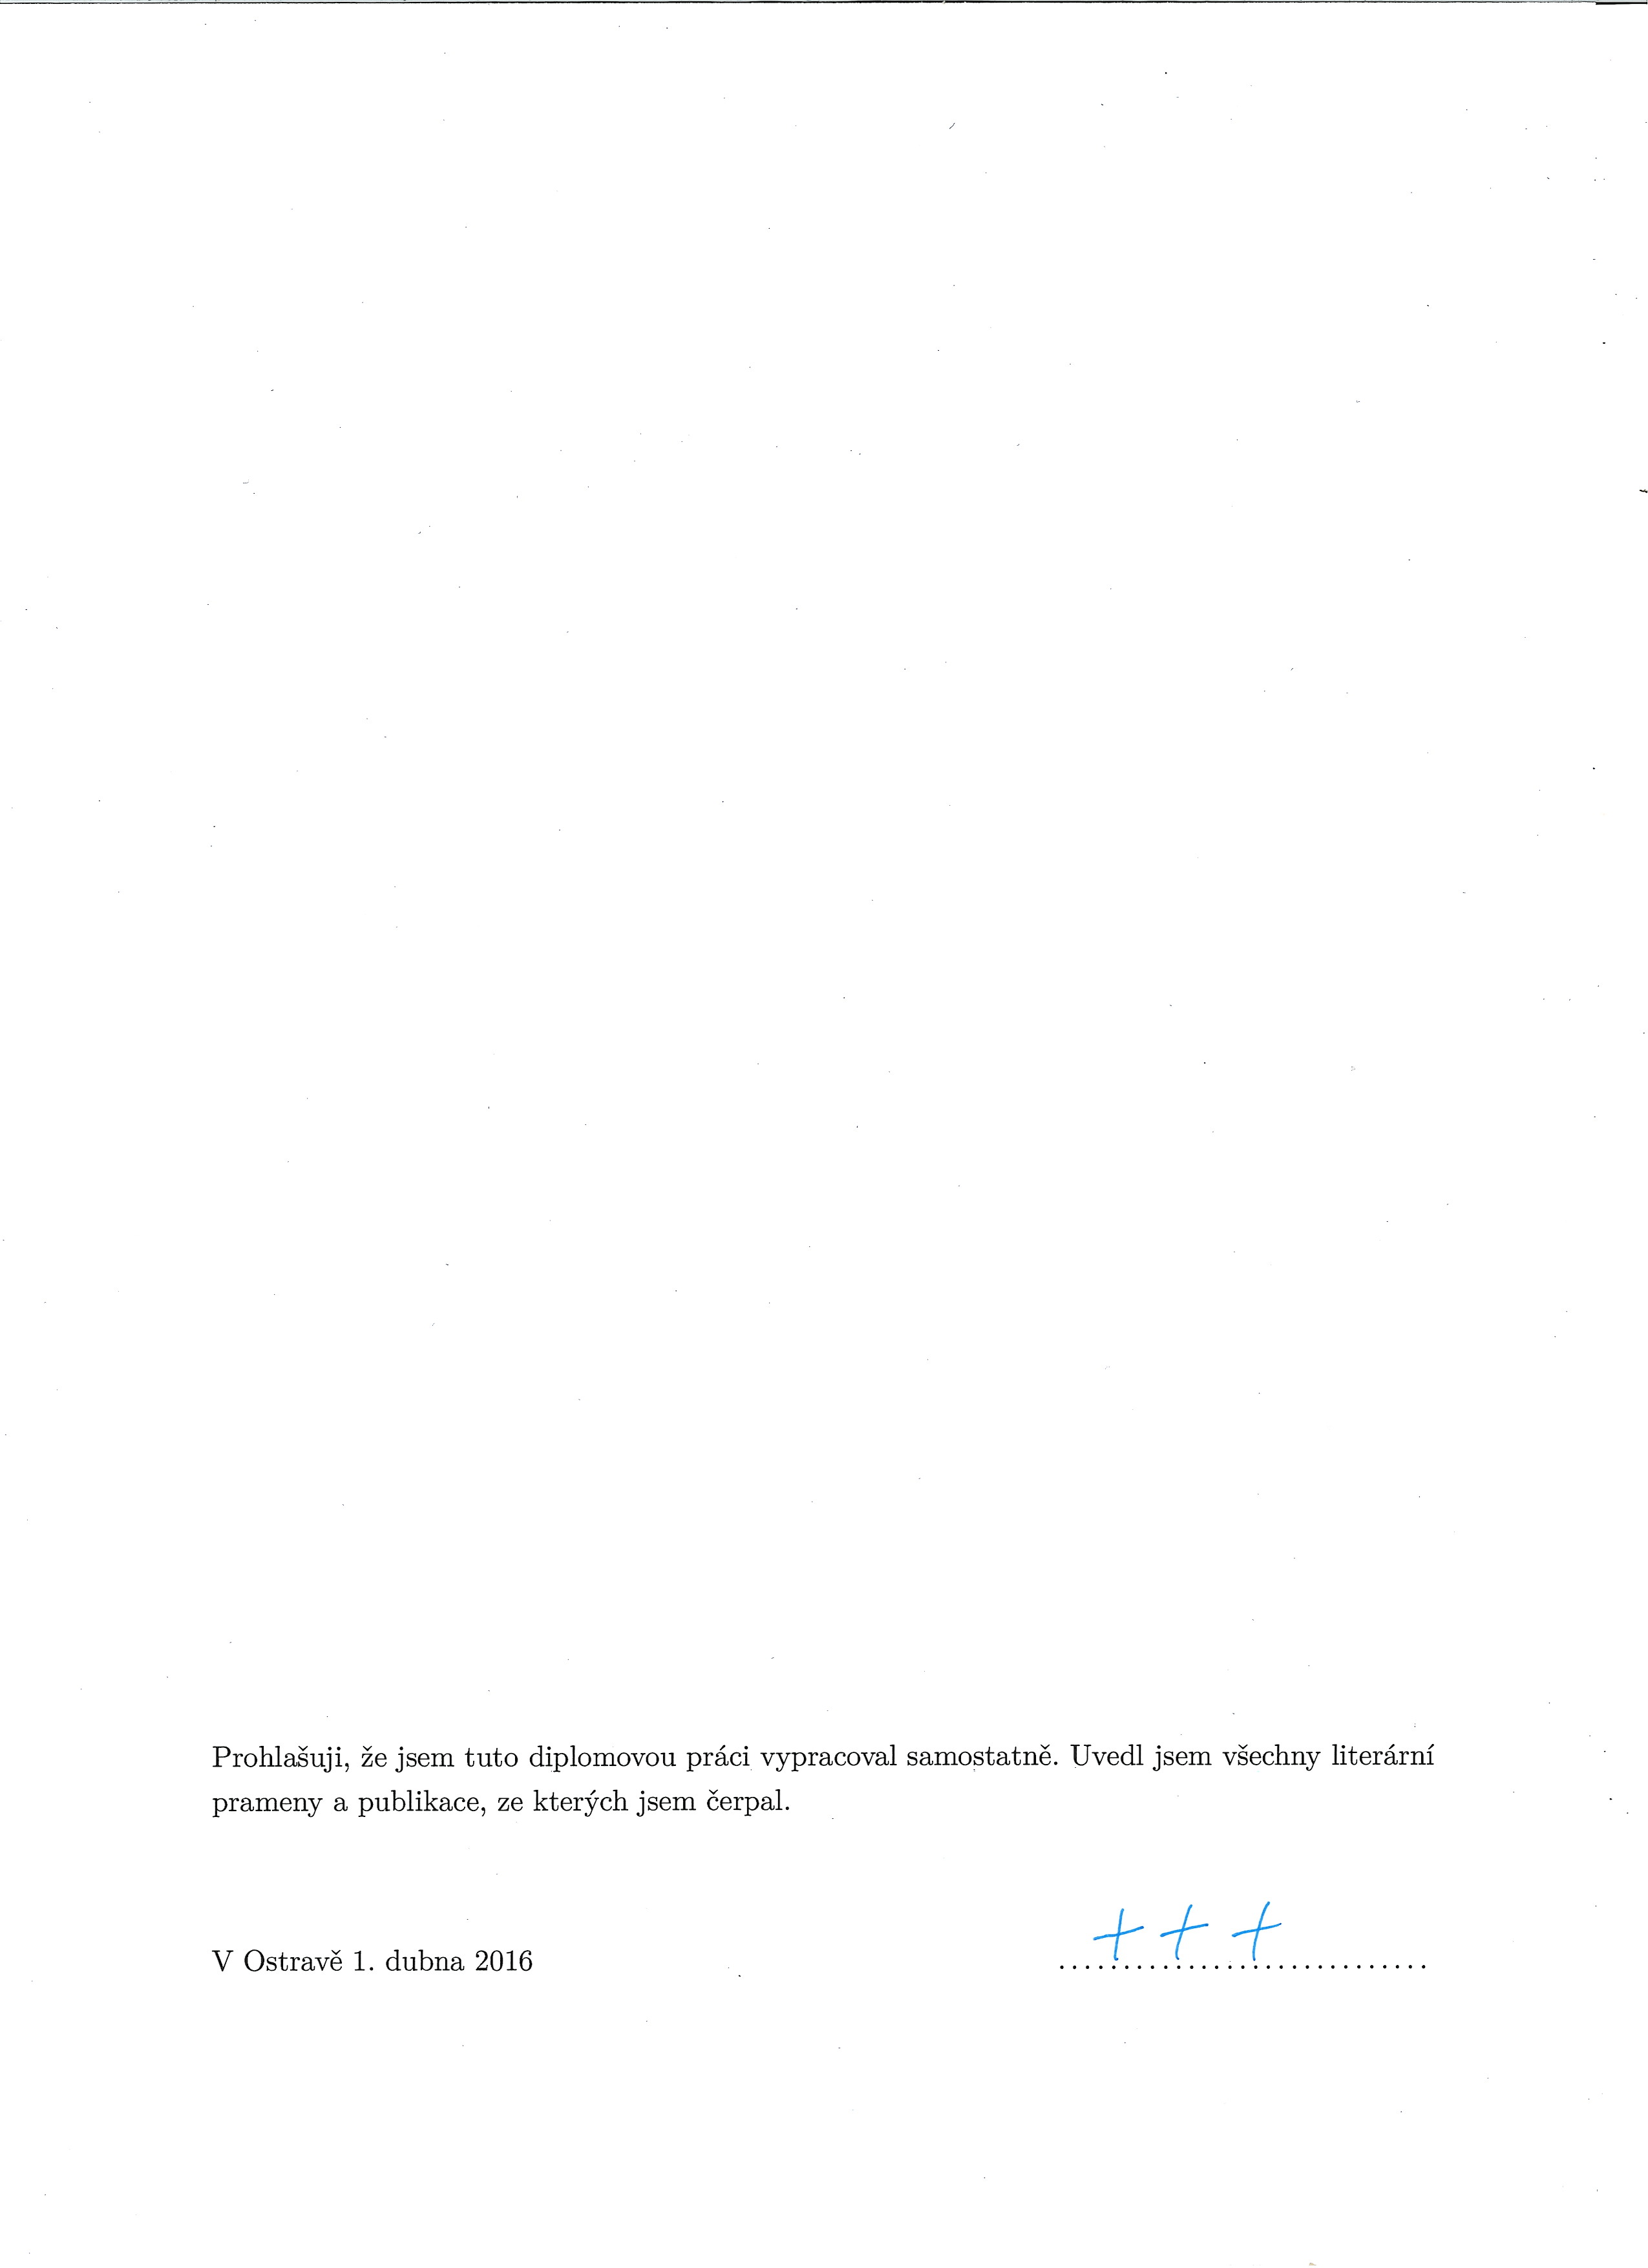 Prohlašuji, že jsem tuto diplomovou práci vypracoval samostatně. Uvedl jsem všechny literární
prameny a publikace, ze kterých jsem čerpal.
+ + +
V Ostravě 1. dubna 2016 .............................